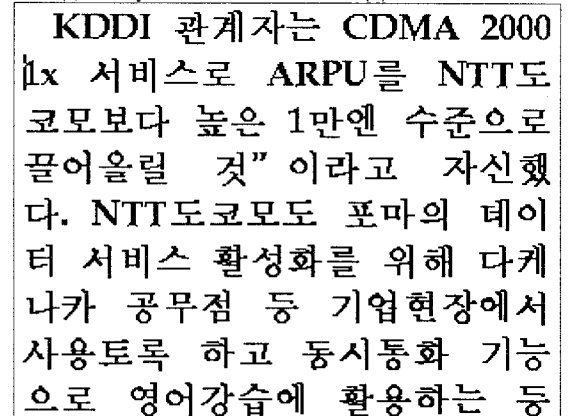 KDDI 관계자는 CDMA 2000
1x 서비스로 ARPU를 NTT도
코모보다 높은 1만엔 수준으로
끌어올릴 것" 이라고 자신했
다. NTT도코모도 포마의 데이
터 서비스 활성화를 위해 다케
나카 공무점 등 기업현장에서
사용토록 하고 동시통화 기능
으로 영어강습에 활용하는 등